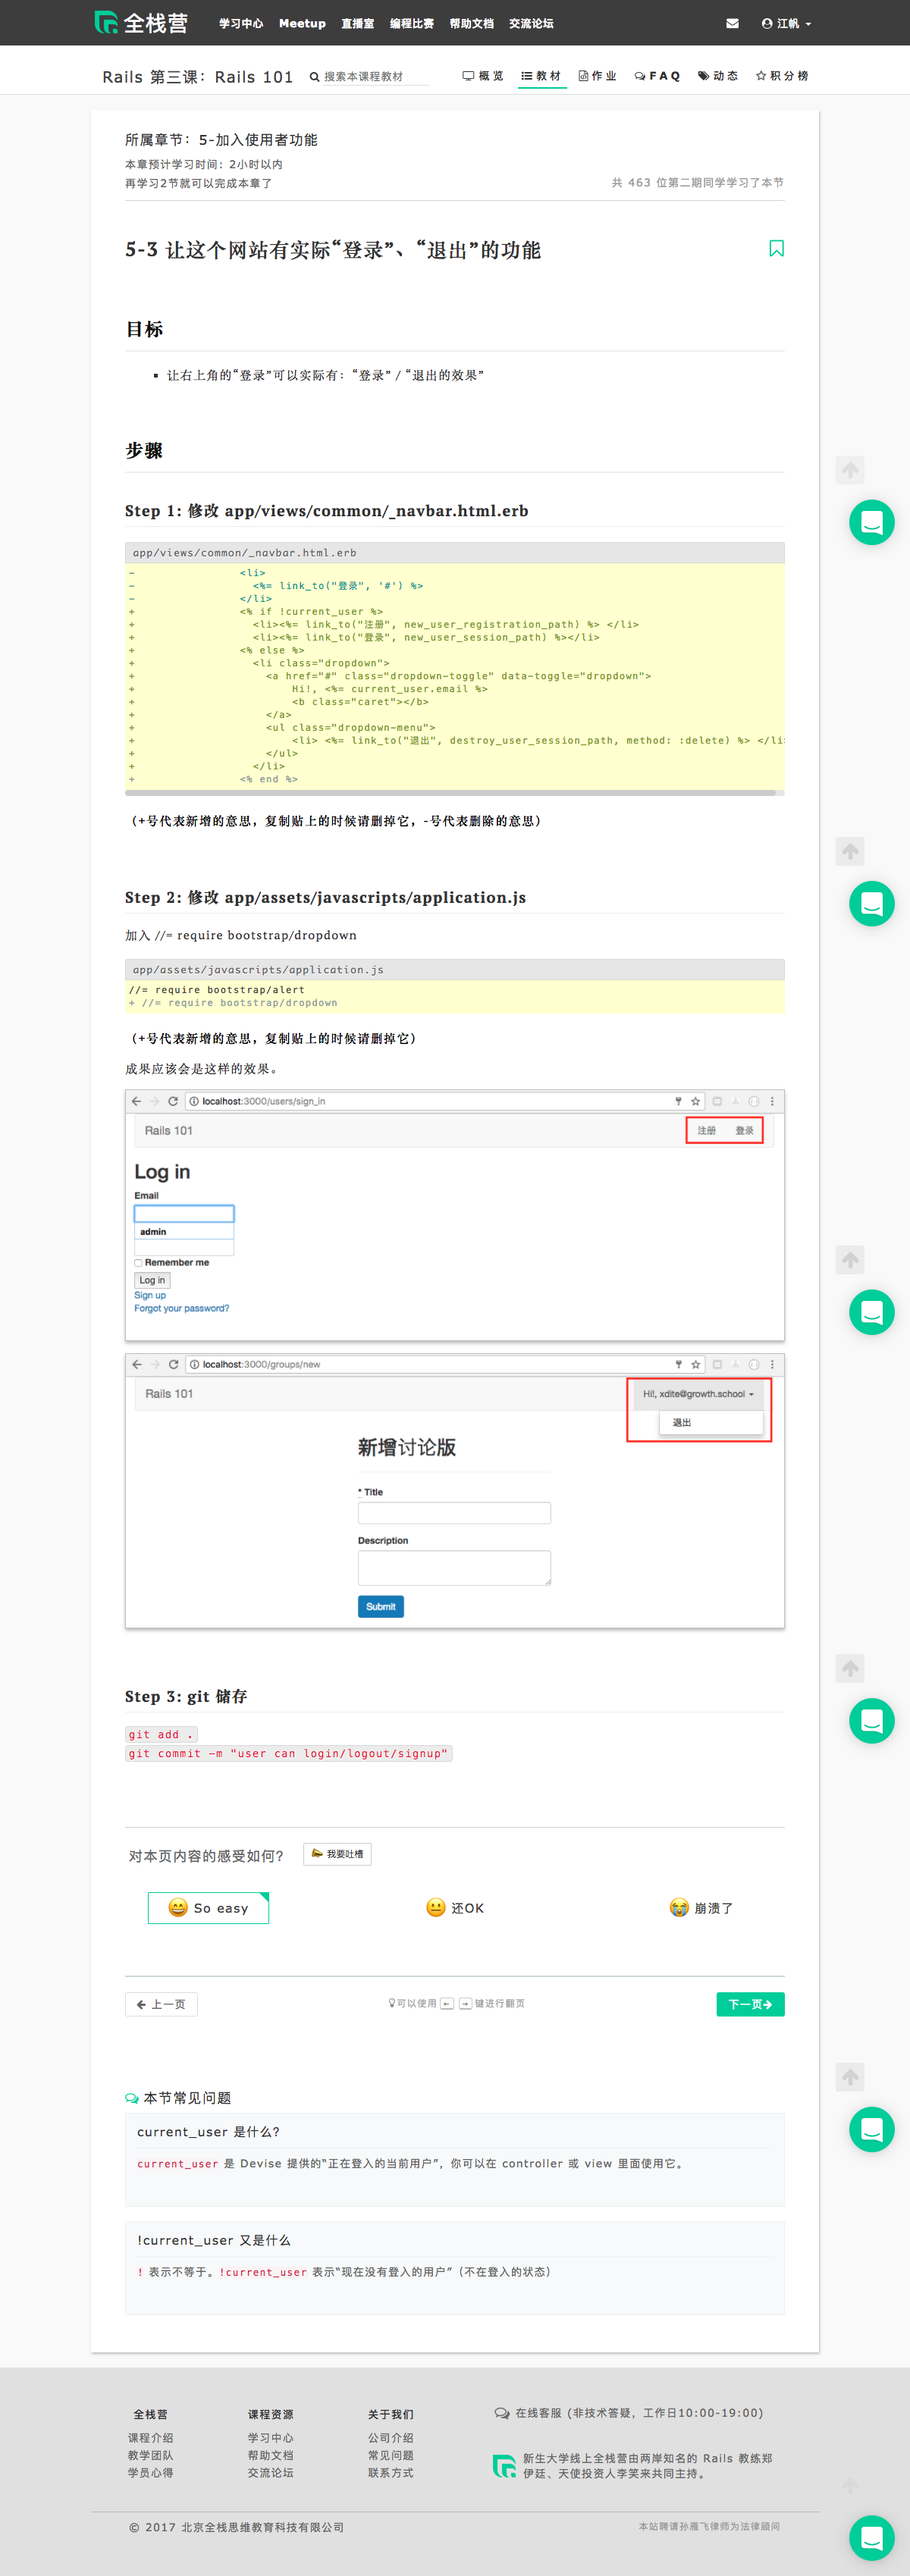 全栈营 学习中心 Meetup 直播室 编程比赛 帮助文档 交流论坛 江帆
Rails 第三课：Rails 101 搜索本课程教材 概览 教材 作业 FAQ 动态 积分榜
所属章节：5-加入使用者功能
本章预计学习时间：2小时以内
再学习2节就可以完成本章了 共 463 位第二期同学学习了本节
5-3 让这个网站有实际“登录”、“退出”的功能
目标
▪ 让右上角的“登录”可以实际有：“登录” / “退出的效果”
步骤
Step 1: 修改 app/views/common/_navbar.html.erb
app/views/common/_navbar.html.erb
- <li>
- <%= link_to("登录", '#') %>
- </li>
+ <% if !current_user %>
+ <li><%= link_to("注册", new_user_registration_path) %> </li>
+ <li><%= link_to("登录", new_user_session_path) %></li>
+ <% else %>
+ <li class="dropdown">
+ <a href="#" class="dropdown-toggle" data-toggle="dropdown">
+ Hi!, <%= current_user.email %>
+ <b class="caret"></b>
+ </a>
+ <ul class="dropdown-menu">
+ <li> <%= link_to("退出", destroy_user_session_path, method: :delete) %> </li
+ </ul>
+ </li>
+ <% end %>
（+号代表新增的意思，复制贴上的时候请删掉它，-号代表删除的意思）
Step 2: 修改 app/assets/javascripts/application.js
加入 //= require bootstrap/dropdown
app/assets/javascripts/application.js
//= require bootstrap/alert
+ //= require bootstrap/dropdown
（+号代表新增的意思，复制贴上的时候请删掉它）
成果应该会是这样的效果。
localhost:3000/users/sign_in
Rails 101 注册 登录
Log in
Email
admin
Remember me
Log in
Sign up
Forgot your password?
localhost:3000/groups/new
Rails 101 Hi!, xdite@growth.school
退出
新增讨论版
* Title
Description
Submit
Step 3: git 储存
git add .
git commit -m "user can login/logout/signup"
对本页内容的感受如何? 我要吐槽
So easy 还OK 崩溃了
← 上一页 可以使用 ← → 键进行翻页 下一页→
本节常见问题
current_user 是什么?
current_user 是 Devise 提供的“正在登入的当前用户”，你可以在 controller 或 view 里面使用它。
!current_user 又是什么
! 表示不等于。!current_user 表示“现在没有登入的用户”（不在登入的状态）
全栈营 课程资源 关于我们 在线客服 (非技术答疑，工作日10:00-19:00)
课程介绍 学习中心 公司介绍
教学团队 帮助文档 常见问题 新生大学线上全栈营由两岸知名的 Rails 教练郑
学员心得 交流论坛 联系方式 伊廷、天使投资人李笑来共同主持。
© 2017 北京全栈思维教育科技有限公司 本站聘请孙雁飞律师为法律顾问